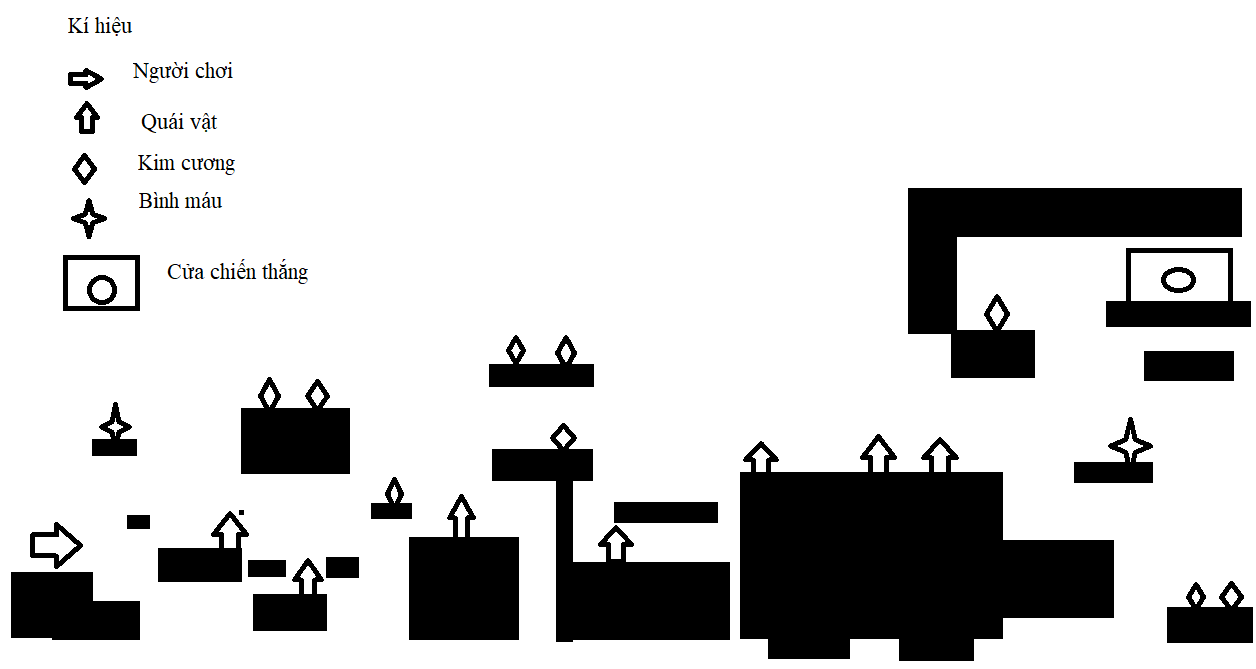 Kí hiệu
Người chơi
Quái vật
Kim cương
Bình máu
Cửa chiến thắng